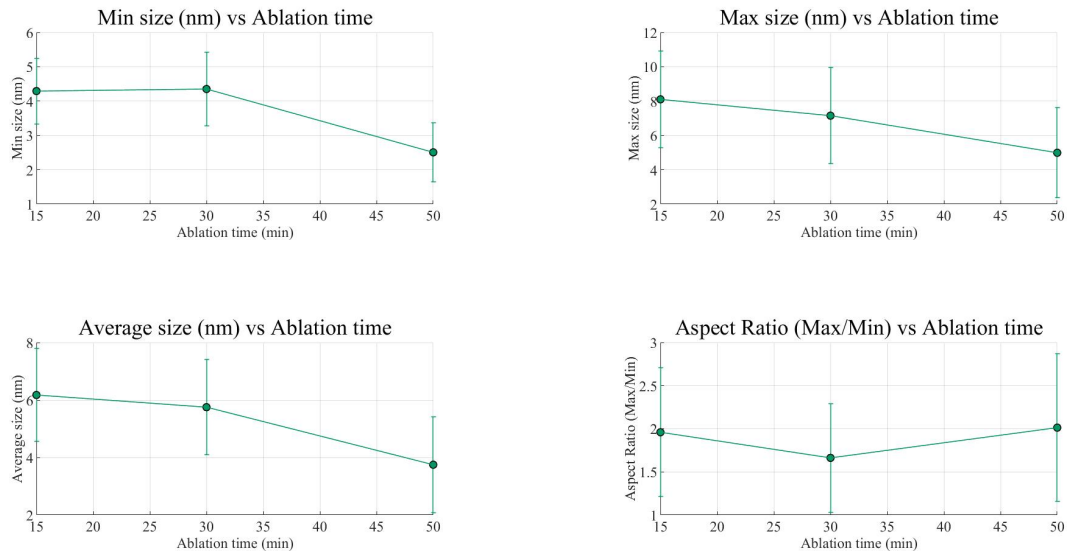 Min size (nm) vs Ablation time
6
5
4
3
2
1
Min size (nm)
15 20 25 30 35 40 45 50
Ablation time (min)
Max size (nm) vs Ablation time
12
10
8
6
4
2
Max size (nm)
15 20 25 30 35 40 45 50
Ablation time (min)
Average size (nm) vs Ablation time
8
6
4
2
Average size (nm)
15 20 25 30 35 40 45 50
Ablation time (min)
Aspect Ratio (Max/Min) vs Ablation time
3
2.5
2
1.5
1
Aspect Ratio (Max/Min)
15 20 25 30 35 40 45 50
Ablation time (min)